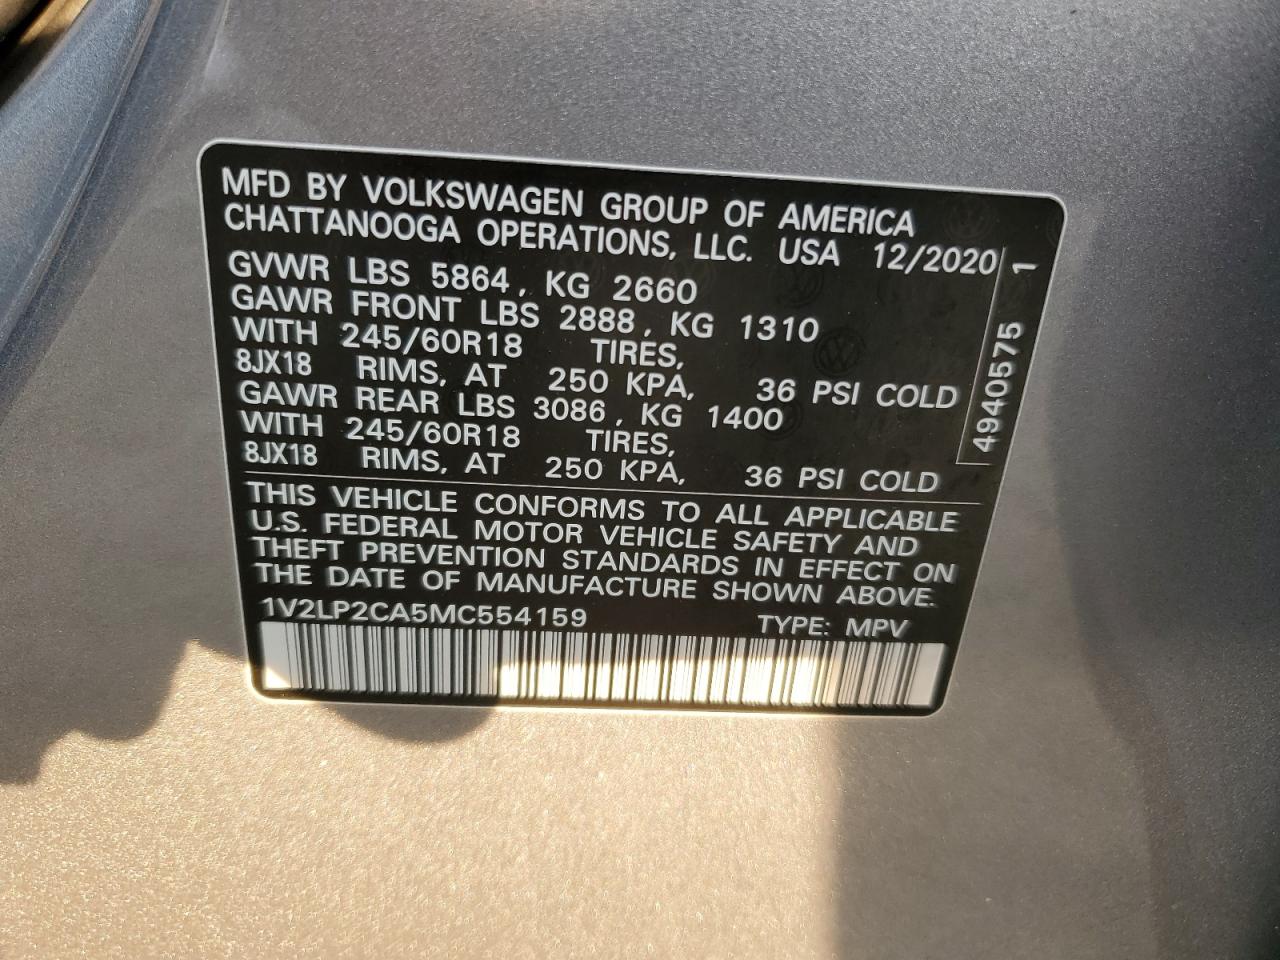 MFD BY VOLKSWAGEN GROUP OF AMERICA
CHATTANOOGA OPERATIONS, LLC. USA 12/2020
GVWR LBS 5864, KG 2660
GAWR FRONT LBS 2888, KG 1310
WITH 245/60R18 TIRES,
8JX18 RIMS, AT 250 KPA, 36 PSI COLD
GAWR REAR LBS 3086, KG 1400
WITH 245/60R18 TIRES,
8JX18 RIMS, AT 250 KPA, 36 PSI COLD
4940575 1
THIS VEHICLE CONFORMS TO ALL APPLICABLE
U.S. FEDERAL MOTOR VEHICLE SAFETY AND
THEFT PREVENTION STANDARDS IN EFFECT ON
THE DATE OF MANUFACTURE SHOWN ABOVE.
1V2LP2CA5MC554159 TYPE: MPV